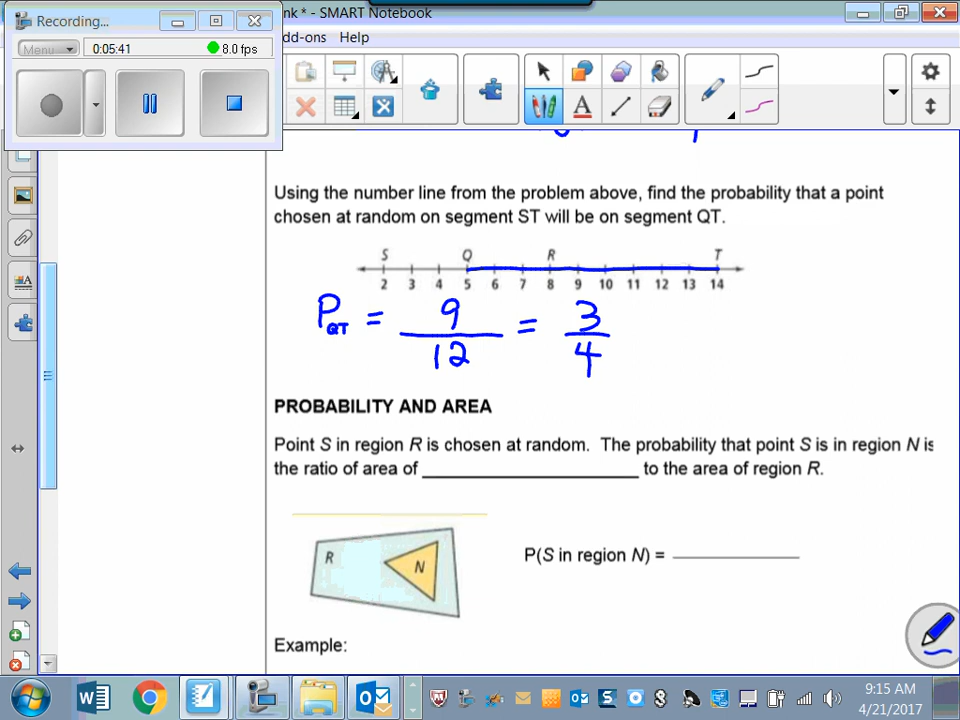 Recording...
nk * - SMART Notebook
Menu
0:05:41
8.0 fps
dd-ons Help
A
Using the number line from the problem above, find the probability that a point
chosen at random on segment ST will be on segment QT.
S Q R T
2 3 4 5 6 7 8 9 10 11 12 13 14
P QT = 9/12 = 3/4
PROBABILITY AND AREA
Point S in region R is chosen at random. The probability that point S is in region N is
the ratio of area of ____________________ to the area of region R.
R N
P(S in region N) = ____________
Example:
9:15 AM
4/21/2017